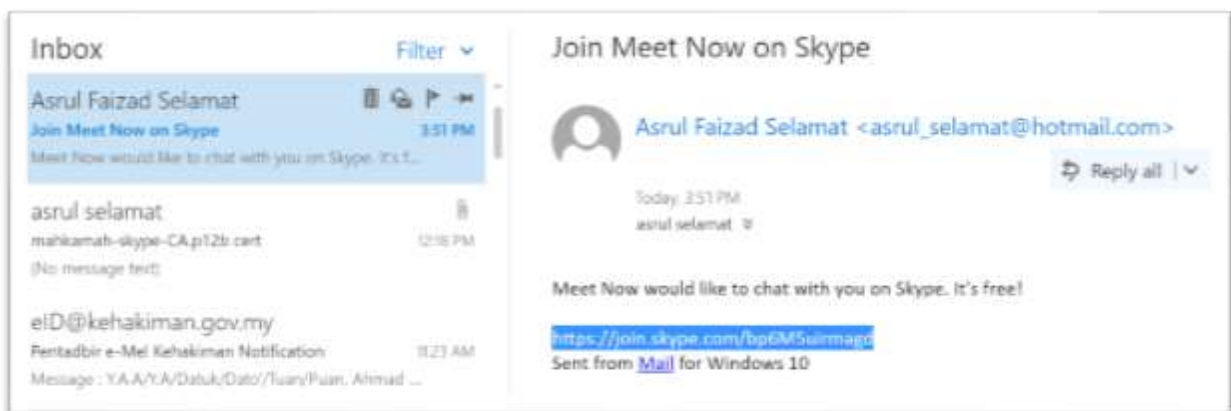 Inbox
Filter
Asrul Faizad Selamat
Join Meet Now on Skype 3:51 PM
Meet Now would like to chat with you on Skype. It's f...
asrul selamat
mahkamah-skype-CA.p12b cert 12:18 PM
(No message text)
eID@kehakiman.gov.my
Pentadbir e-Mel Kehakiman Notification 11:23 AM
Message : Y.A.A/Y.A/Datuk/Dato'/Tuan/Puan, Ahmad ...
Join Meet Now on Skype
Asrul Faizad Selamat <asrul_selamat@hotmail.com>
Reply all
Today, 3:51 PM
asrul selamat
Meet Now would like to chat with you on Skype. It's free!
https://join.skype.com/bp6M5uirmagd
Sent from Mail for Windows 10